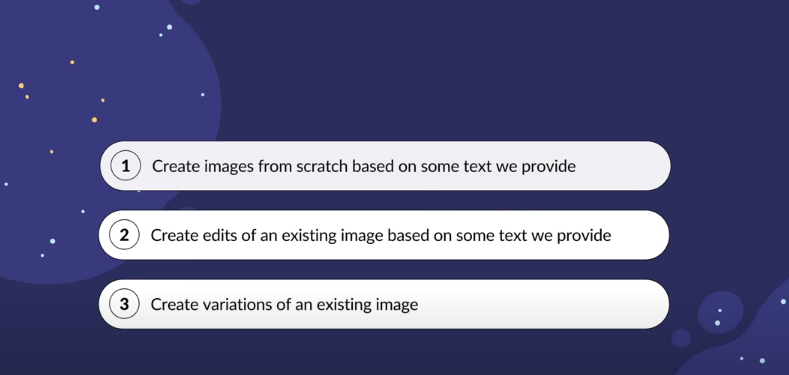 1 Create images from scratch based on some text we provide
2 Create edits of an existing image based on some text we provide
3 Create variations of an existing image